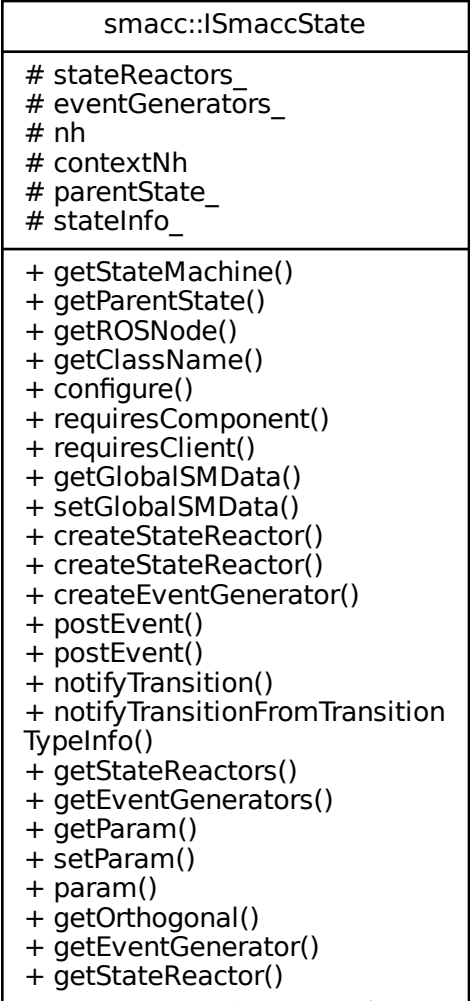 smacc::ISmaccState
# stateReactors_
# eventGenerators_
# nh
# contextNh
# parentState_
# stateInfo_
+ getStateMachine()
+ getParentState()
+ getROSNode()
+ getClassName()
+ configure()
+ requiresComponent()
+ requiresClient()
+ getGlobalSMData()
+ setGlobalSMData()
+ createStateReactor()
+ createStateReactor()
+ createEventGenerator()
+ postEvent()
+ postEvent()
+ notifyTransition()
+ notifyTransitionFromTransition
TypeInfo()
+ getStateReactors()
+ getEventGenerators()
+ getParam()
+ setParam()
+ param()
+ getOrthogonal()
+ getEventGenerator()
+ getStateReactor()